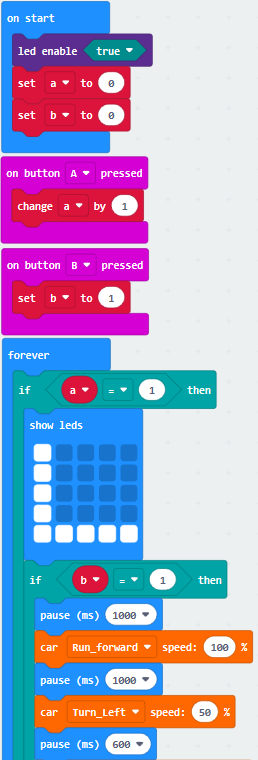 on start
led enable true
set a to 0
set b to 0
on button A pressed
change a by 1
on button B pressed
set b to 1
forever
if a = 1 then
show leds
if b = 1 then
pause (ms) 1000
car Run_forward speed: 100 %
pause (ms) 1000
car Turn_Left speed: 50 %
pause (ms) 600